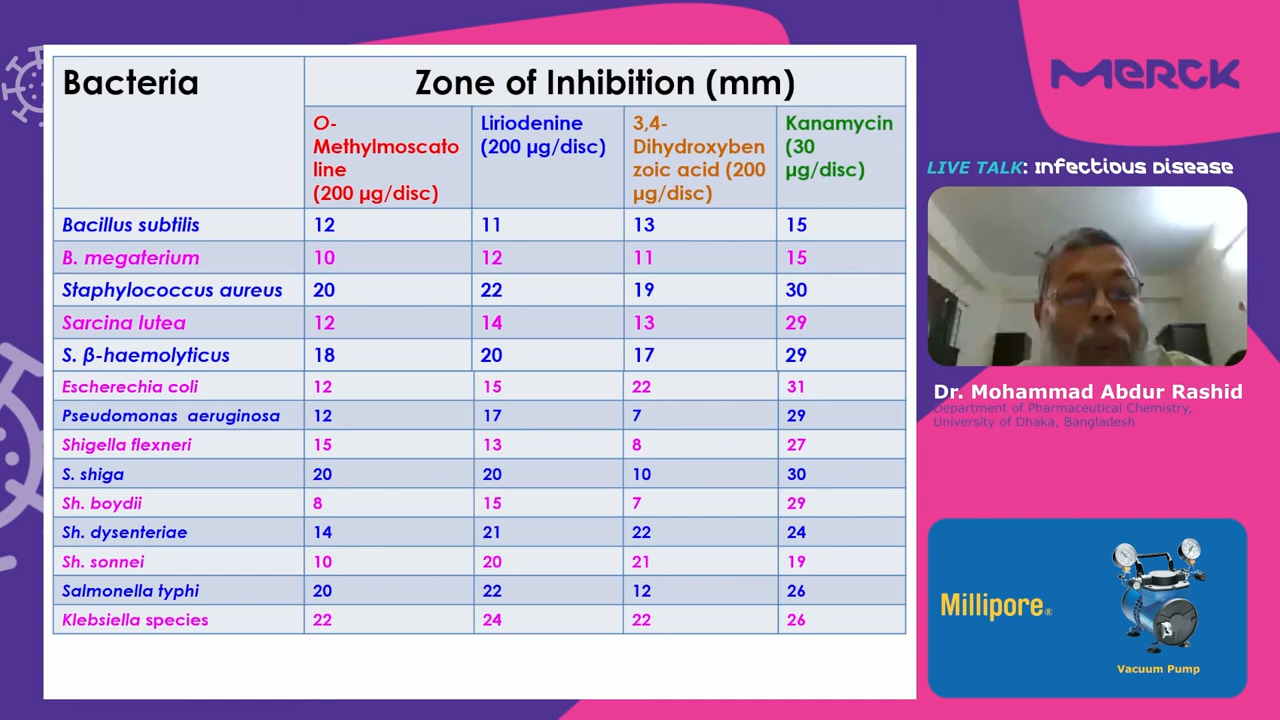 Bacteria
Zone of Inhibition (mm)
O-
Methylmoscato
line
(200 µg/disc)
Liriodenine
(200 µg/disc)
3,4-
Dihydroxyben
zoic acid (200
µg/disc)
Kanamycin
(30
µg/disc)
Bacillus subtilis 12 11 13 15
B. megaterium 10 12 11 15
Staphylococcus aureus 20 22 19 30
Sarcina lutea 12 14 13 29
S. β-haemolyticus 18 20 17 29
Escherechia coli 12 15 22 31
Pseudomonas aeruginosa 12 17 7 29
Shigella flexneri 15 13 8 27
S. shiga 20 20 10 30
Sh. boydii 8 15 7 29
Sh. dysenteriae 14 21 22 24
Sh. sonnei 10 20 21 19
Salmonella typhi 20 22 12 26
Klebsiella species 22 24 22 26
MERCK
LIVE TALK: Infectious Disease
Dr. Mohammad Abdur Rashid
Department of Pharmaceutical Chemistry,
University of Dhaka, Bangladesh
Millipore®
Vacuum Pump